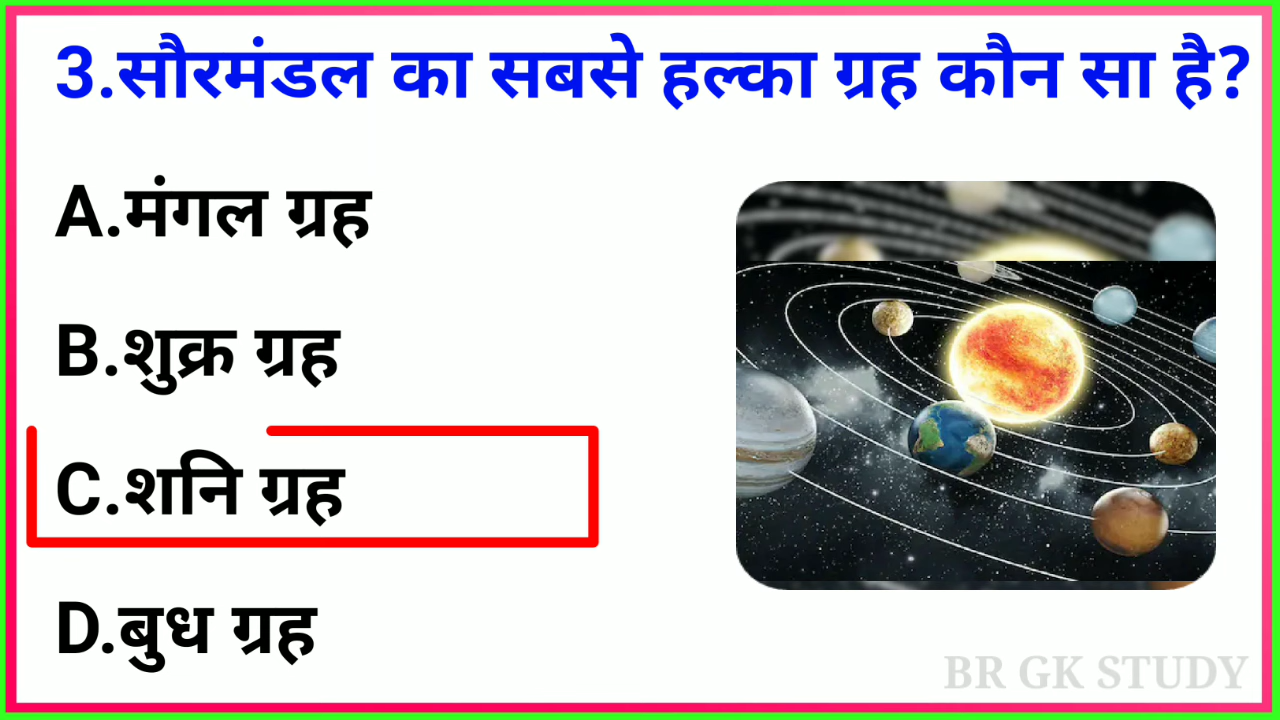 3.सौरमंडल का सबसे हल्का ग्रह कौन सा है?
A.मंगल ग्रह
B.शुक्र ग्रह
C.शनि ग्रह
D.बुध ग्रह
BR GK STUDY